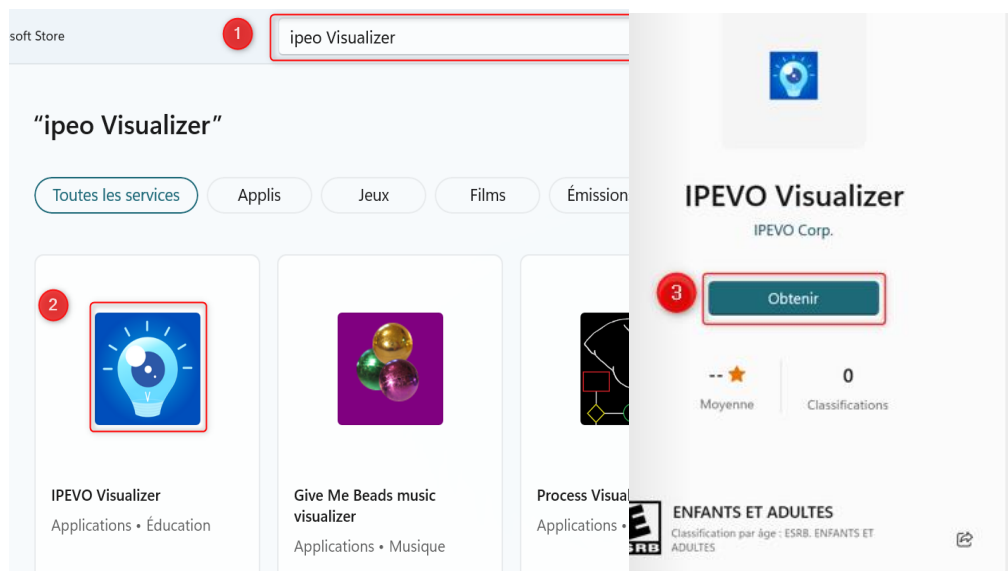 soft Store
1
ipeo Visualizer
“ipeo Visualizer”
Toutes les services
Applis
Jeux
Films
Émission
2
IPEVO Visualizer
Applications • Éducation
Give Me Beads music
visualizer
Applications • Musique
Process Visua
Applications •
IPEVO Visualizer
IPEVO Corp.
3
Obtenir
--
Moyenne
0
Classifications
E
ESRB
ENFANTS ET ADULTES
Classification par âge : ESRB. ENFANTS ET
ADULTES